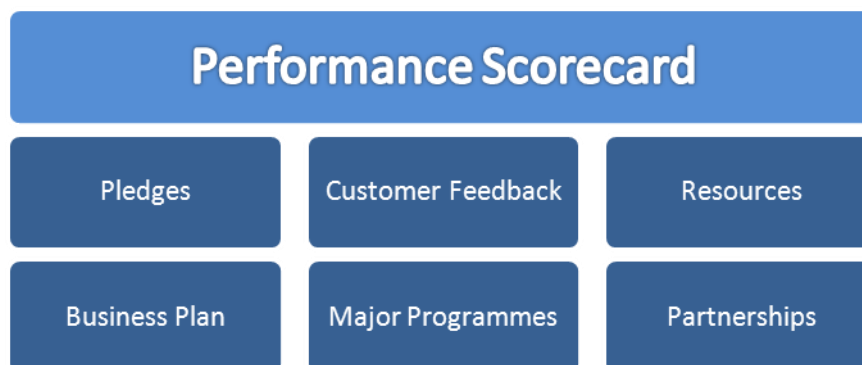 Performance Scorecard
Pledges
Customer Feedback
Resources
Business Plan
Major Programmes
Partnerships